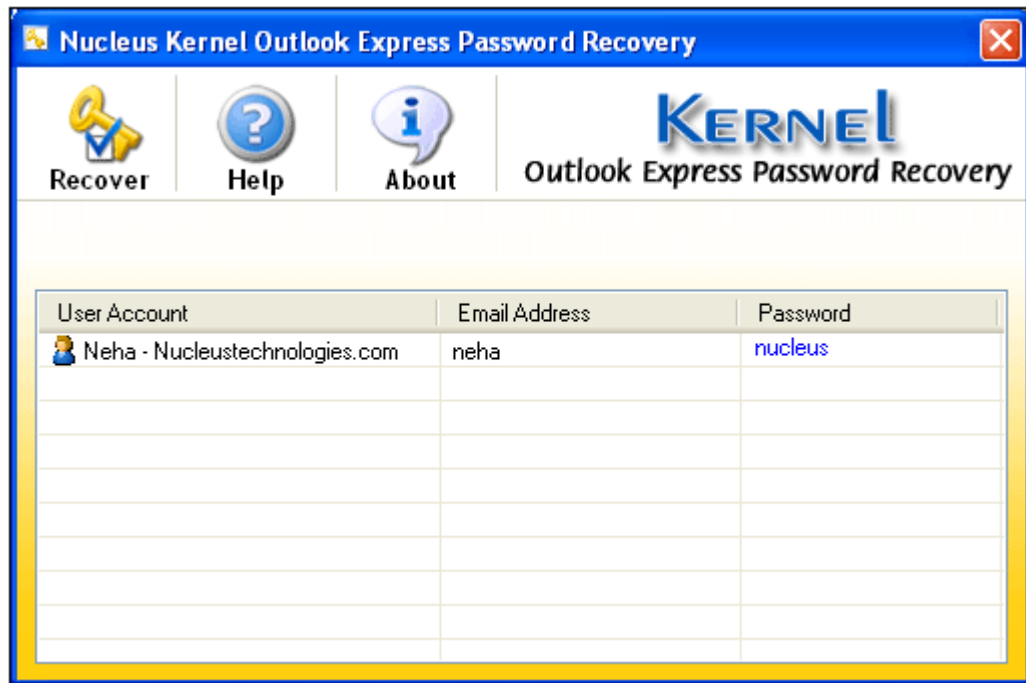 Nucleus Kernel Outlook Express Password Recovery
KERNEL
Outlook Express Password Recovery
Recover Help About
User Account Email Address Password
Neha - Nucleustechnologies.com neha nucleus